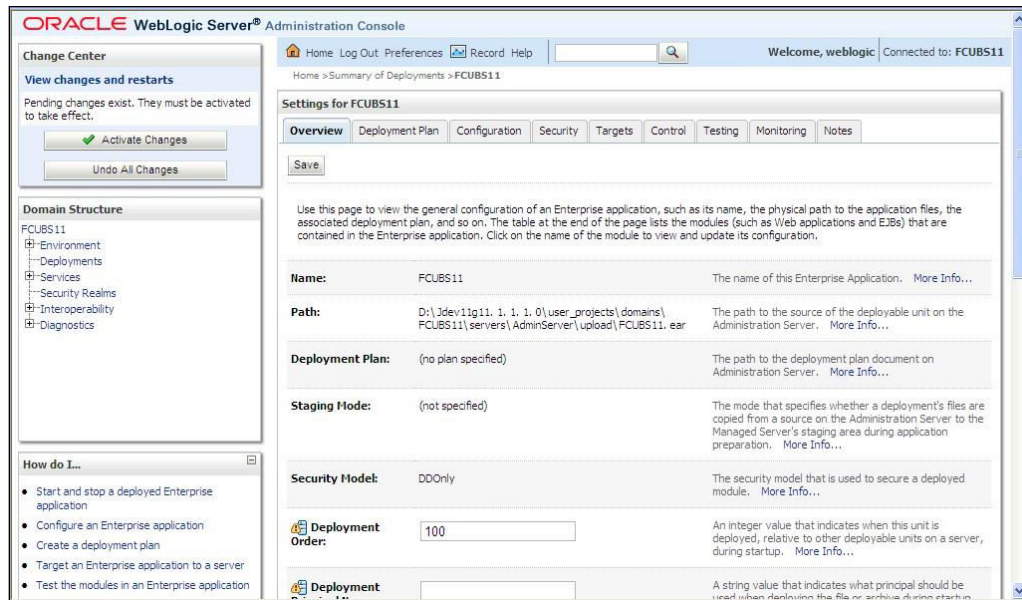 ORACLE WebLogic Server® Administration Console
Change Center
View changes and restarts
Pending changes exist. They must be activated
to take effect.
Activate Changes
Undo All Changes
Domain Structure
FCUBS11
Environment
Deployments
Services
Security Realms
Interoperability
Diagnostics
How do I...
Start and stop a deployed Enterprise
application
Configure an Enterprise application
Create a deployment plan
Target an Enterprise application to a server
Test the modules in an Enterprise application
Home Log Out Preferences Record Help
Welcome, weblogic Connected to: FCUBS11
Home >Summary of Deployments >FCUBS11
Settings for FCUBS11
Overview Deployment Plan Configuration Security Targets Control Testing Monitoring Notes
Save
Use this page to view the general configuration of an Enterprise application, such as its name, the physical path to the application files, the
associated deployment plan, and so on. The table at the end of the page lists the modules (such as Web applications and EJBs) that are
contained in the Enterprise application. Click on the name of the module to view and update its configuration.
Name: FCUBS11 The name of this Enterprise Application. More Info...
Path: D:\Jdev11g11. 1. 1. 1. 0\user_projects\domains\ The path to the source of the deployable unit on the
FCUBS11\servers\AdminServer\upload\FCUBS11. ear Administration Server. More Info...
Deployment Plan: (no plan specified) The path to the deployment plan document on
Administration Server. More Info...
Staging Mode: (not specified) The mode that specifies whether a deployment's files are
copied from a source on the Administration Server to the
Managed Server's staging area during application
preparation. More Info...
Security Model: DDOnly The security model that is used to secure a deployed
module. More Info...
Deployment 100 An integer value that indicates when this unit is
Order: deployed, relative to other deployable units on a server,
during startup. More Info...
Deployment A string value that indicates what principal should be
used when deploying the file or archive during startup